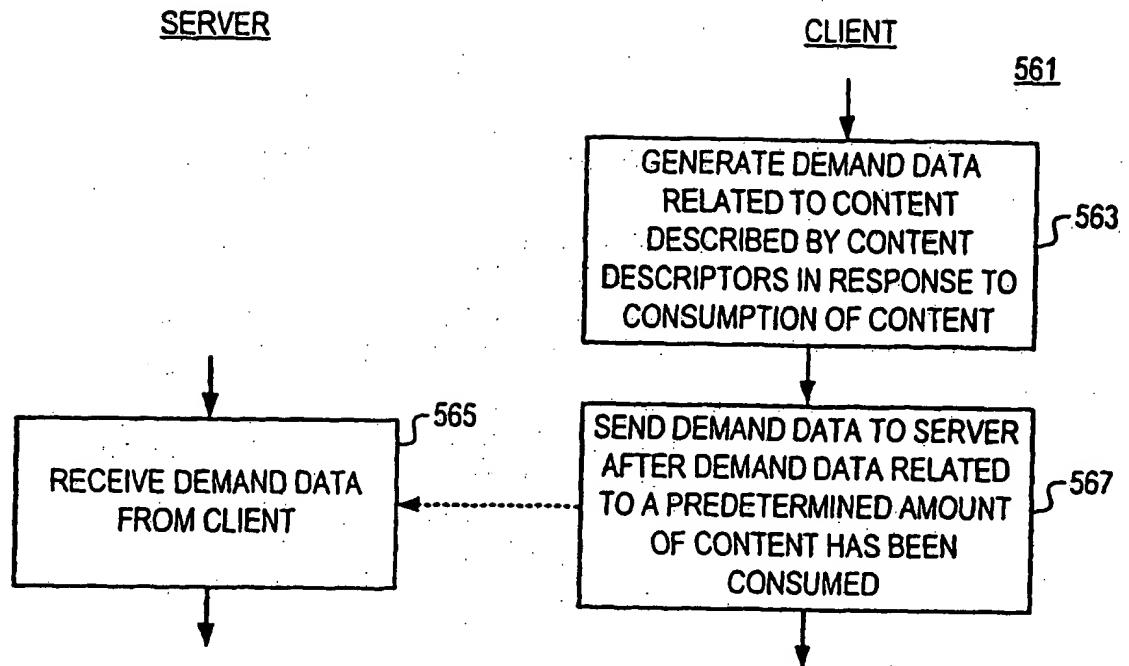 SERVER
CLIENT
561
GENERATE DEMAND DATA
RELATED TO CONTENT
DESCRIBED BY CONTENT
DESCRIPTORS IN RESPONSE TO
CONSUMPTION OF CONTENT
563
RECEIVE DEMAND DATA
FROM CLIENT
565
SEND DEMAND DATA TO SERVER
AFTER DEMAND DATA RELATED
TO A PREDETERMINED AMOUNT
OF CONTENT HAS BEEN
CONSUMED
567